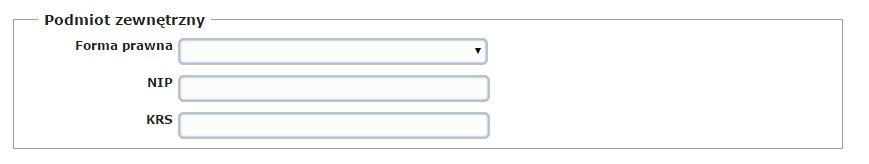 Podmiot zewnętrzny
Forma prawna
NIP
KRS